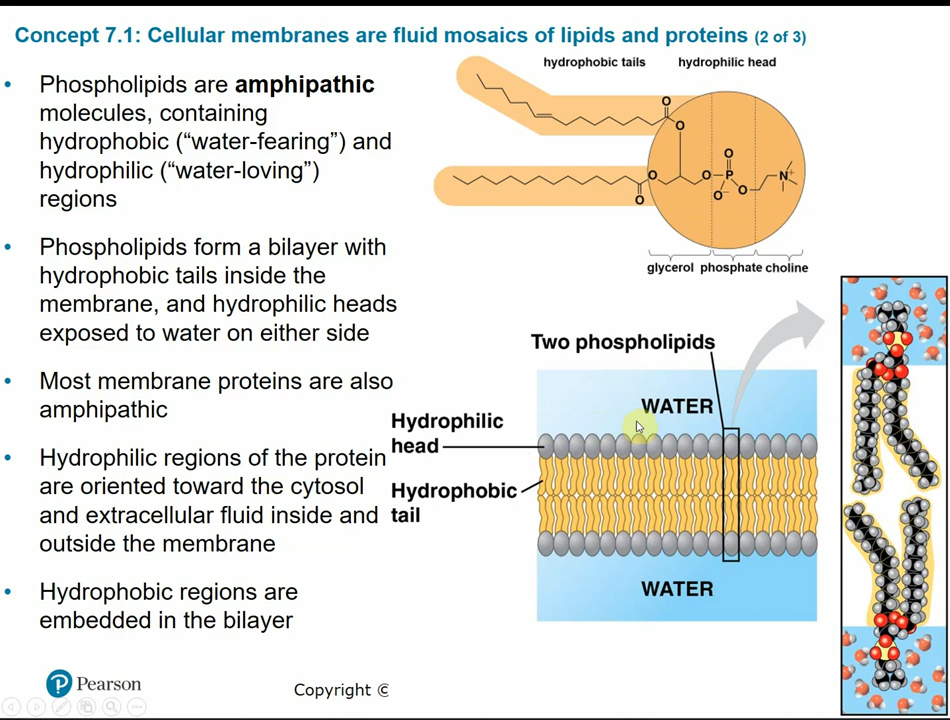 Concept 7.1: Cellular membranes are fluid mosaics of lipids and proteins (2 of 3)
• Phospholipids are amphipathic
molecules, containing
hydrophobic (“water-fearing”) and
hydrophilic (“water-loving”)
regions
• Phospholipids form a bilayer with
hydrophobic tails inside the
membrane, and hydrophilic heads
exposed to water on either side
• Most membrane proteins are also
amphipathic
• Hydrophilic regions of the protein
are oriented toward the cytosol
and extracellular fluid inside and
outside the membrane
• Hydrophobic regions are
embedded in the bilayer
hydrophobic tails hydrophilic head
O
O
O
O
O
O P
O⁻ O
N⁺
glycerol phosphate choline
Two phospholipids
WATER
Hydrophilic
head
Hydrophobic
tail
WATER
P Pearson
Copyright ©